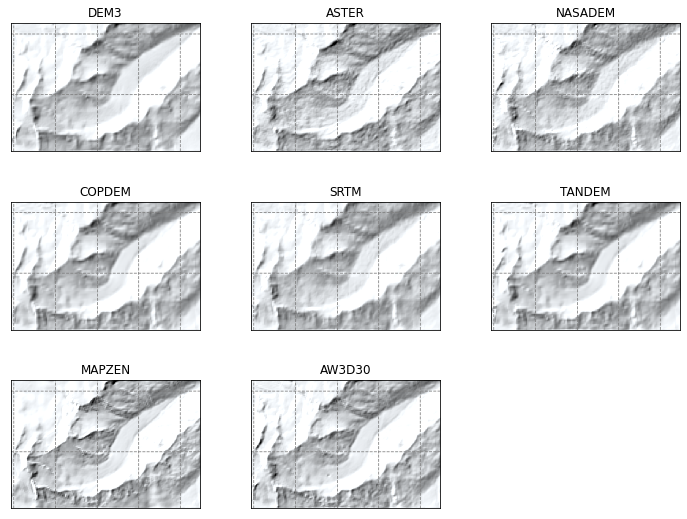 DEM3
ASTER
NASADEM
COPDEM
SRTM
TANDEM
MAPZEN
AW3D30